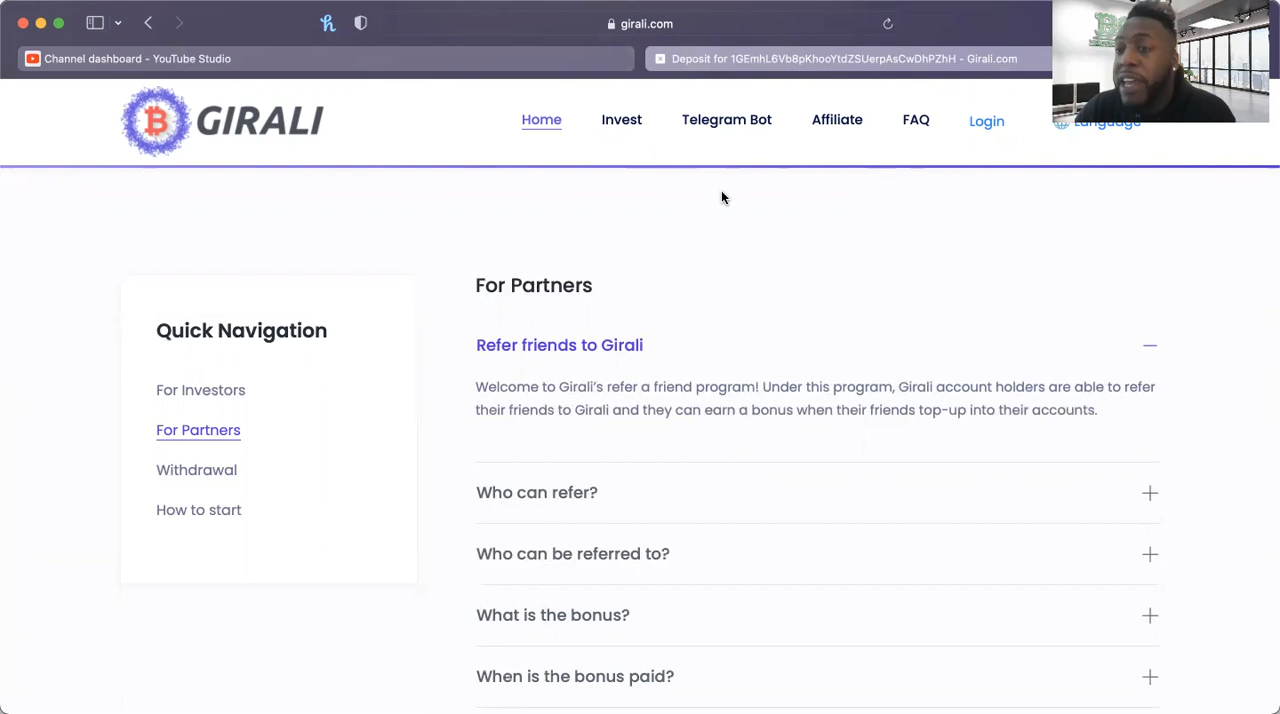 girali.com
Channel dashboard - YouTube Studio
Deposit for 1GEmhL6Vb8pKhooYtdZSUerpAsCwDhPZhH - Girali.com
GIRALI
Home
Invest
Telegram Bot
Affiliate
FAQ
Login
Language
Quick Navigation
For Investors
For Partners
Withdrawal
How to start
For Partners
Refer friends to Girali
Welcome to Girali's refer a friend program! Under this program, Girali account holders are able to refer
their friends to Girali and they can earn a bonus when their friends top-up into their accounts.
Who can refer?
Who can be referred to?
What is the bonus?
When is the bonus paid?